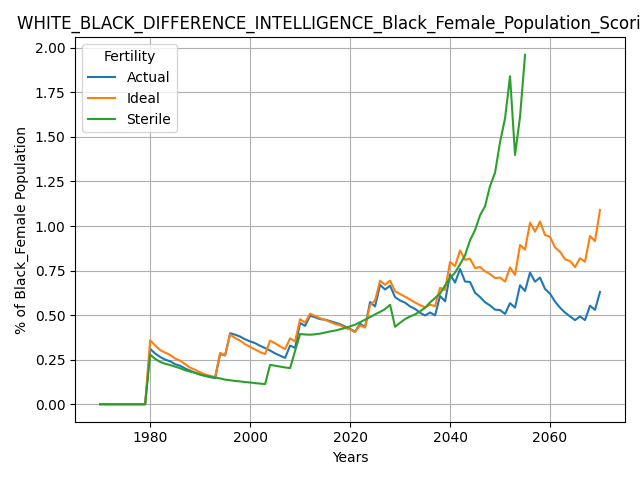 WHITE_BLACK_DIFFERENCE_INTELLIGENCE_Black_Female_Population_Scori
Fertility
Actual
Ideal
Sterile
% of Black_Female Population
2.00
1.75
1.50
1.25
1.00
0.75
0.50
0.25
0.00
1980 2000 2020 2040 2060
Years